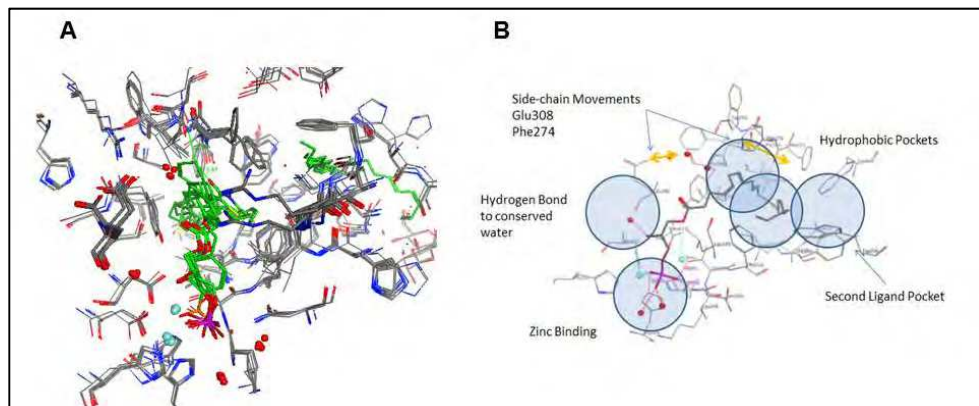 A
B
Side-chain Movements
Glu308
Phe274
Hydrophobic Pockets
Hydrogen Bond
to conserved
water
Second Ligand Pocket
Zinc Binding